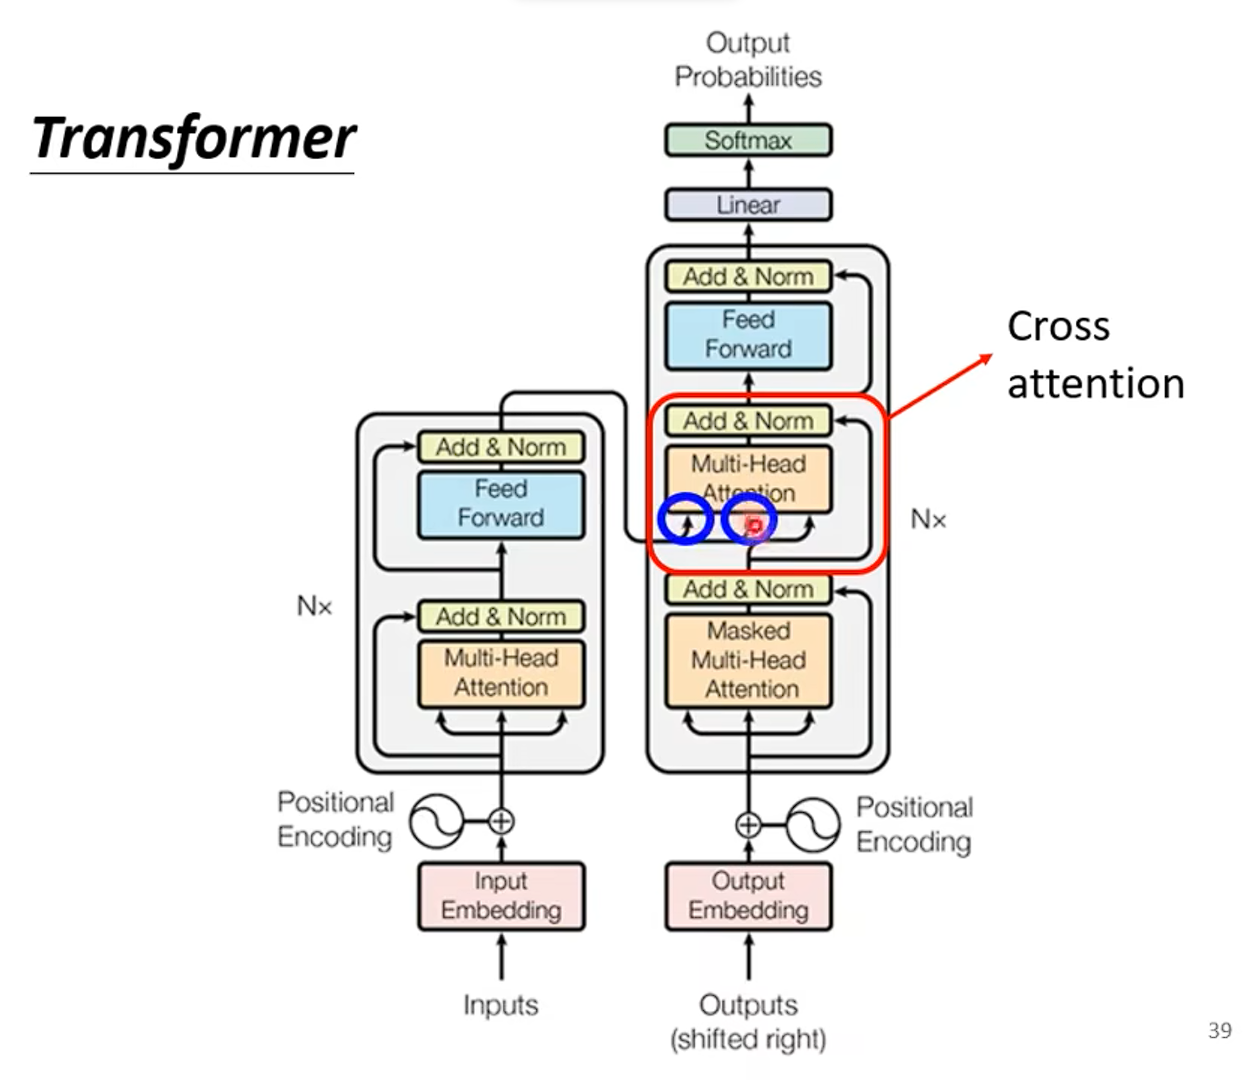 Transformer
Output
Probabilities
Softmax
Linear
Add & Norm
Feed
Forward
Cross
attention
Add & Norm
Multi-Head
Attention
Nx
Add & Norm
Masked
Multi-Head
Attention
Add & Norm
Feed
Forward
Nx
Add & Norm
Multi-Head
Attention
Positional
Encoding
Positional
Encoding
Input
Embedding
Output
Embedding
Inputs
Outputs
(shifted right)
39